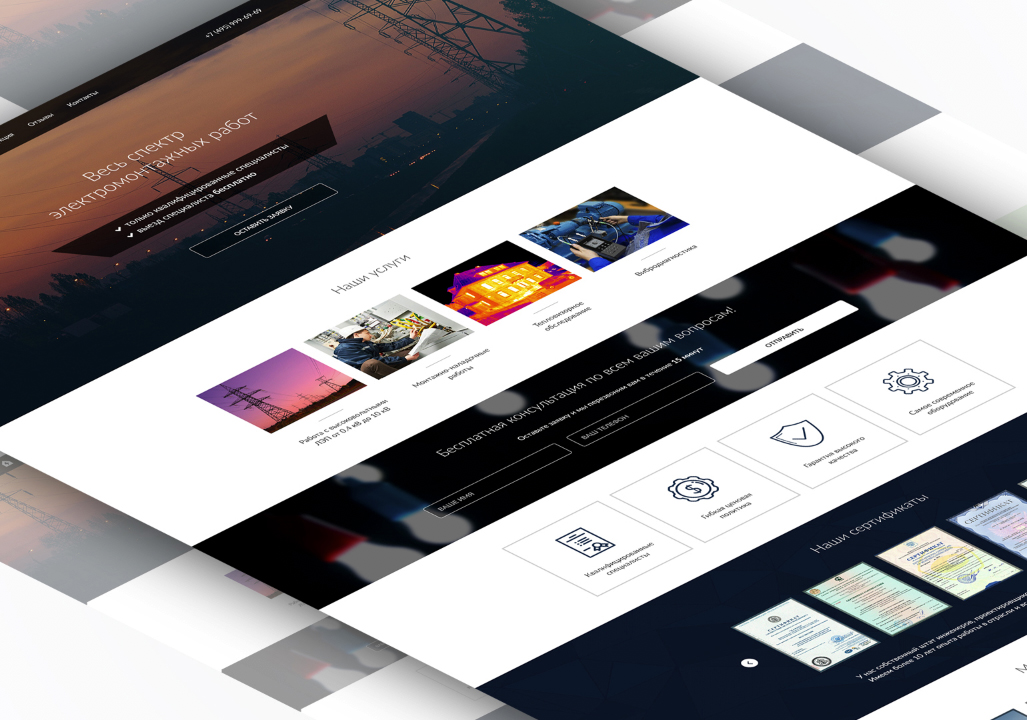 +7 (495) 999-69-69
Отзывы
Контакты
Весь спектр
электромонтажных работ
только квалифицированные специалисты
выезд специалиста бесплатно
ОСТАВИТЬ ЗАЯВКУ
Наши услуги
Работа с высоковольтными
ЛЭП от 0,4 кВ до 10 кВ
Монтажно-наладочные
работы
Тепловизорное
обследование
Вибродиагностика
Бесплатная консультация по всем вашим вопросам!
Оставьте заявку и мы перезвоним вам в течение 15 минут
ВАШЕ ИМЯ
ВАШ ТЕЛЕФОН
ОТПРАВИТЬ
Квалифицированные
специалисты
Гибкая ценовая
политика
Гарантия высокого
качества
Самое современное
оборудование
Наши сертификаты
СЕРТИФИКАТ
СЕРТИФИКАТ
У нас собственный штат инженеров,
Имеем более 10 лет опыта работы в отрасли и